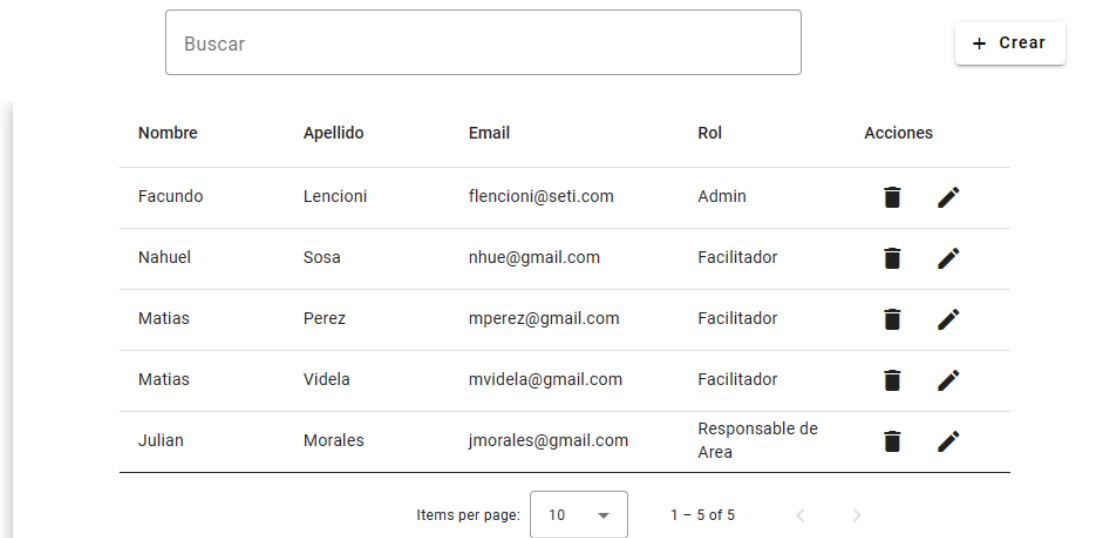 Buscar
+ Crear
Nombre Apellido Email Rol Acciones
Facundo Lencioni flencioni@seti.com Admin
Nahuel Sosa nhue@gmail.com Facilitador
Matias Perez mperez@gmail.com Facilitador
Matias Videla mvidela@gmail.com Facilitador
Julian Morales jmorales@gmail.com Responsable de
Area
Items per page: 10 1 – 5 of 5